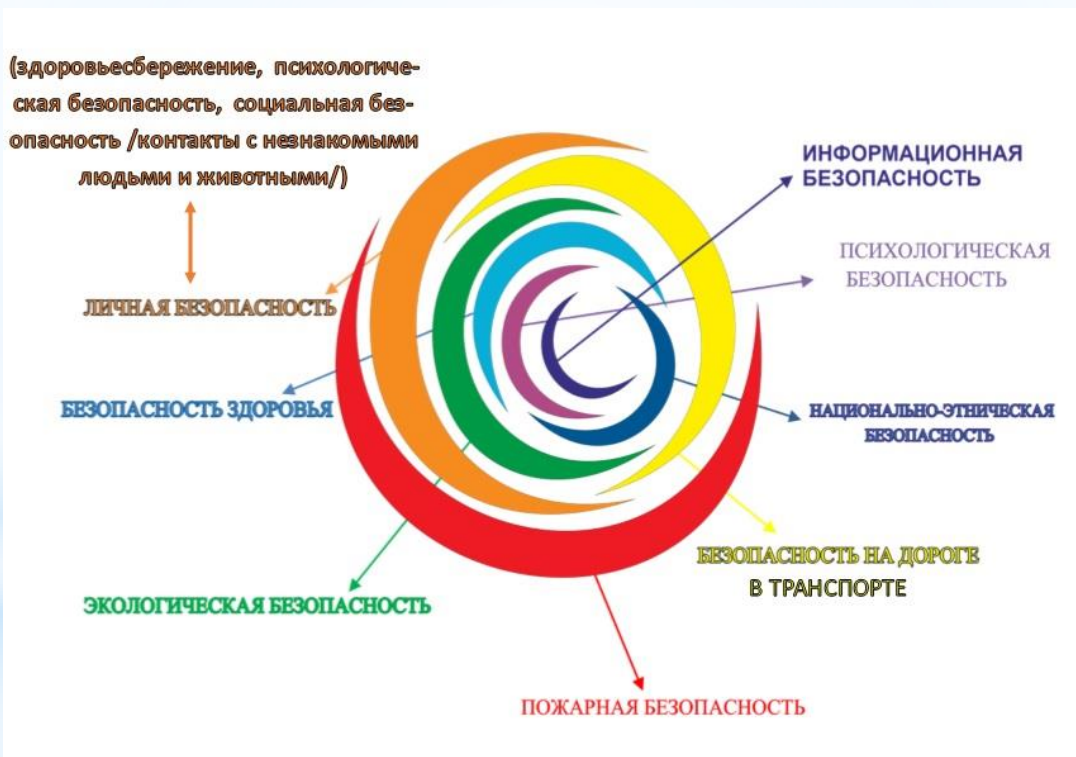 (здоровьесбережение, психологиче-
ская безопасность, социальная без-
опасность /контакты с незнакомыми
людьми и животными/)
ИНФОРМАЦИОННАЯ
БЕЗОПАСНОСТЬ
ПСИХОЛОГИЧЕСКАЯ
БЕЗОПАСНОСТЬ
ЛИЧНАЯ БЕЗОПАСНОСТЬ
БЕЗОПАСНОСТЬ ЗДОРОВЬЯ
НАЦИОНАЛЬНО-ЭТНИЧЕСКАЯ
БЕЗОПАСНОСТЬ
БЕЗОПАСНОСТЬ НА ДОРОГЕ
В ТРАНСПОРТЕ
ЭКОЛОГИЧЕСКАЯ БЕЗОПАСНОСТЬ
ПОЖАРНАЯ БЕЗОПАСНОСТЬ